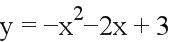 y = −x²−2x + 3